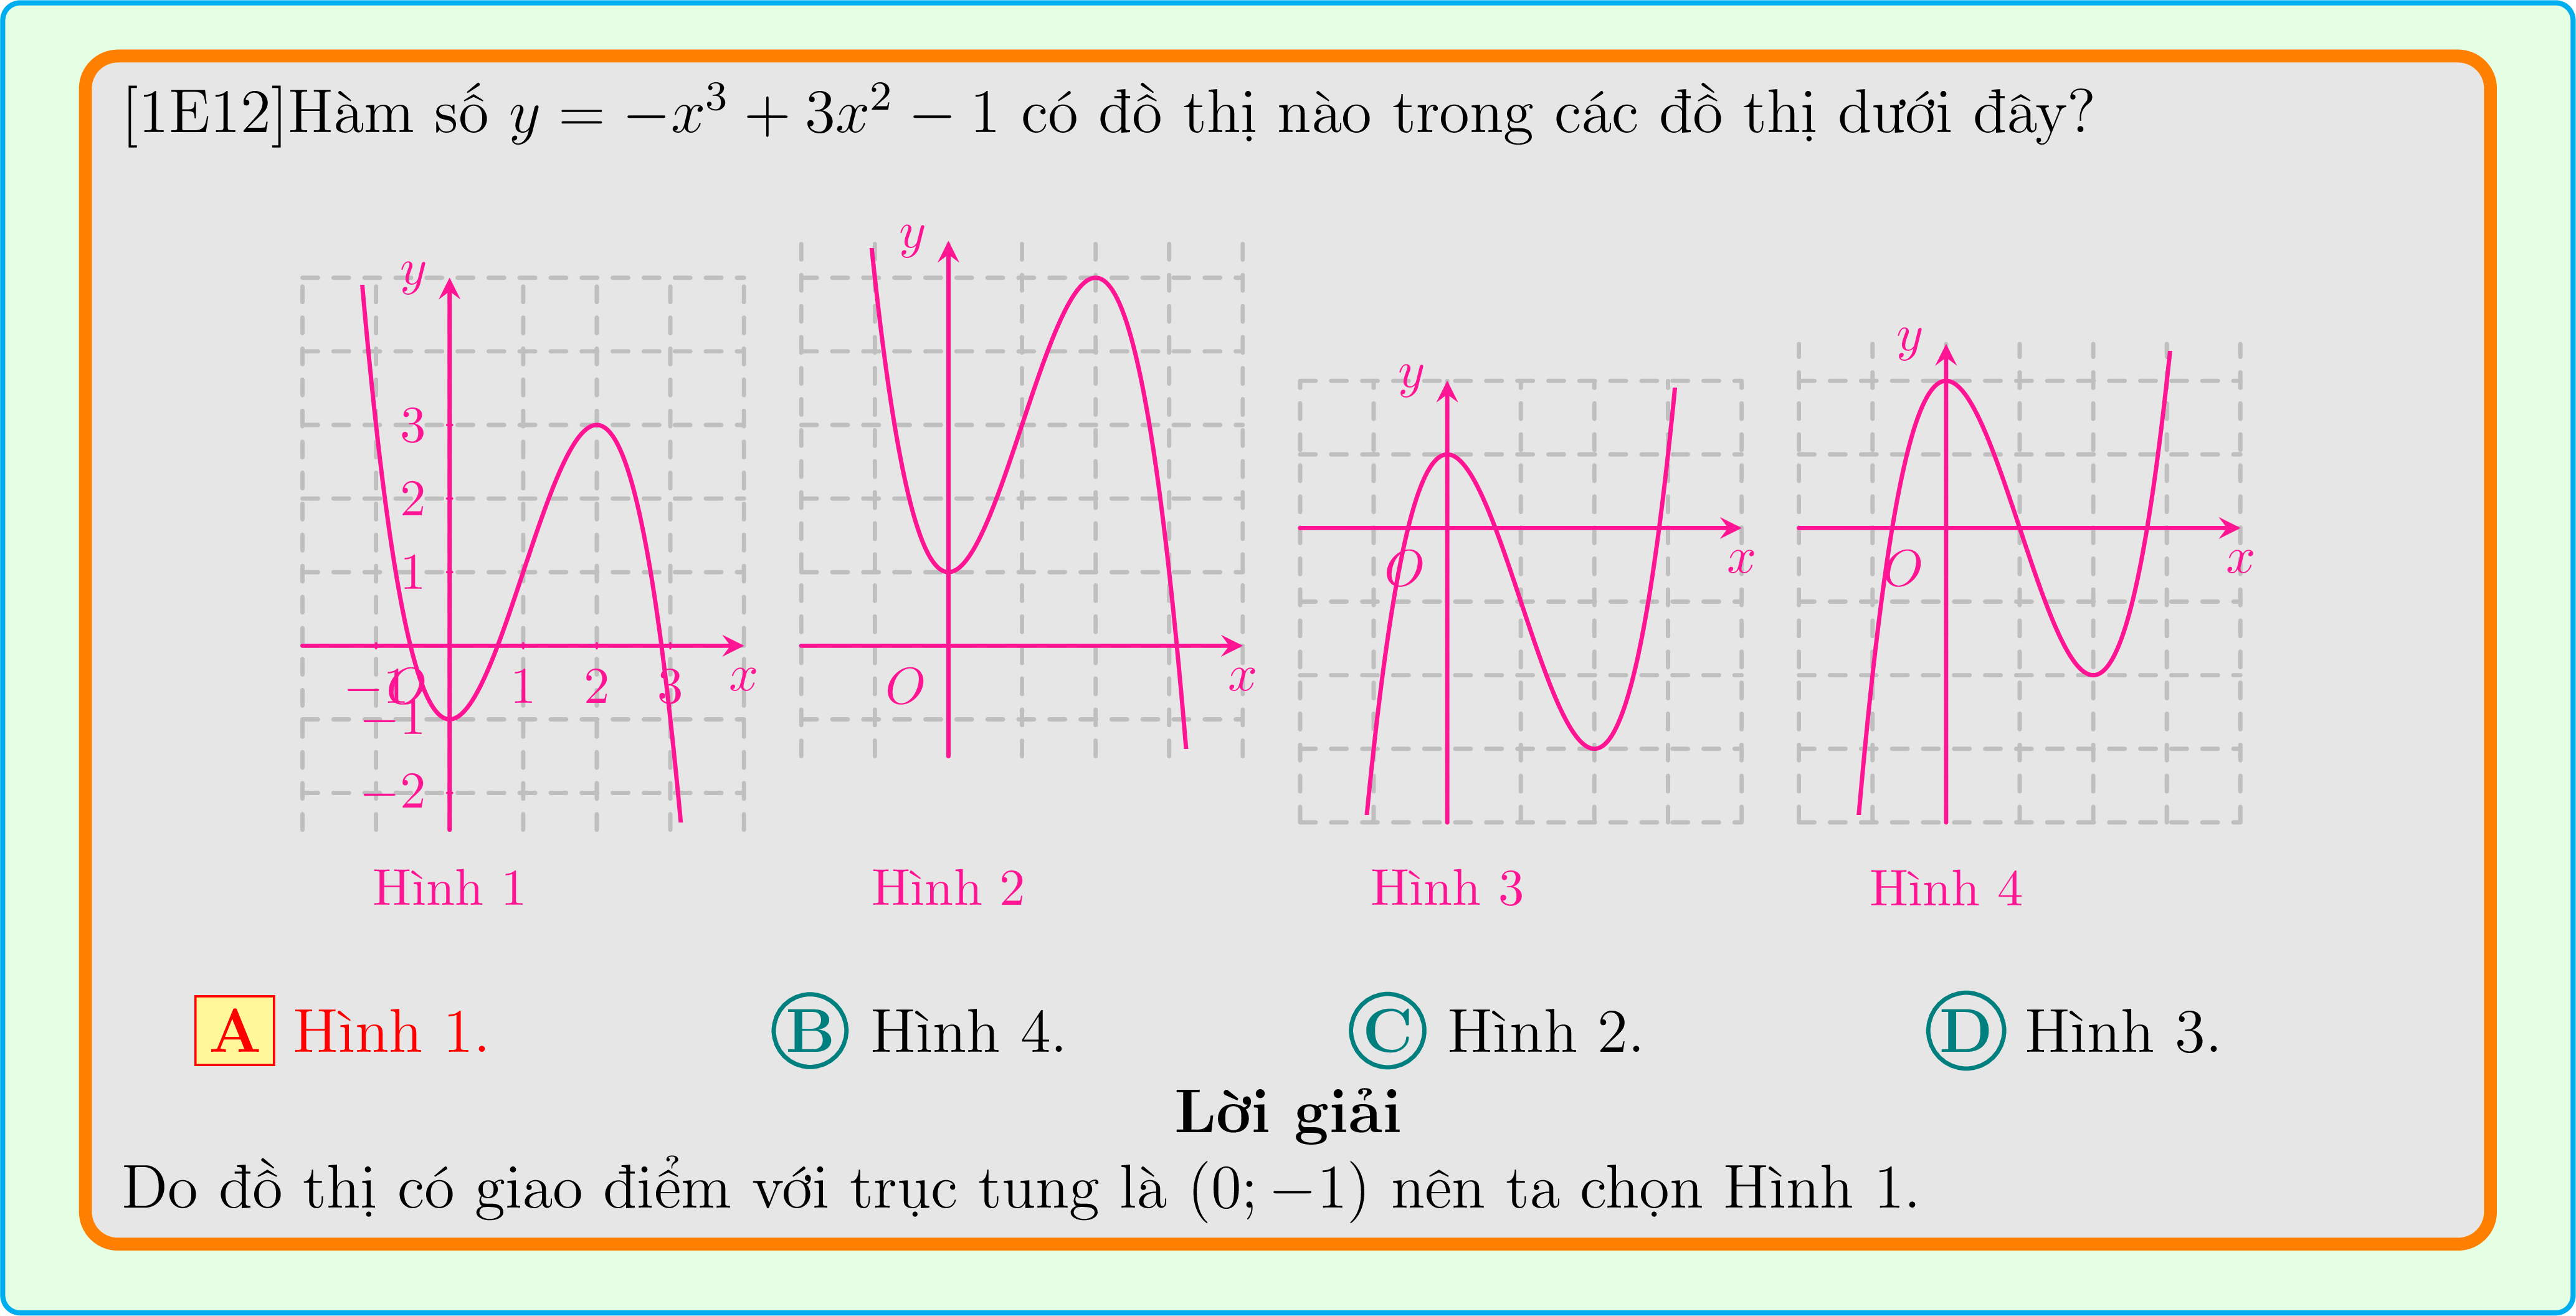 [1E12]Hàm số y = −x³ + 3x² − 1 có đồ thị nào trong các đồ thị dưới đây?
y
3
2
1
−1 O 1 2 3 x
−1
−2
Hình 1
y
O x
Hình 2
y
O x
Hình 3
y
O x
Hình 4
A Hình 1. B Hình 4. C Hình 2. D Hình 3.
Lời giải
Do đồ thị có giao điểm với trục tung là (0; −1) nên ta chọn Hình 1.